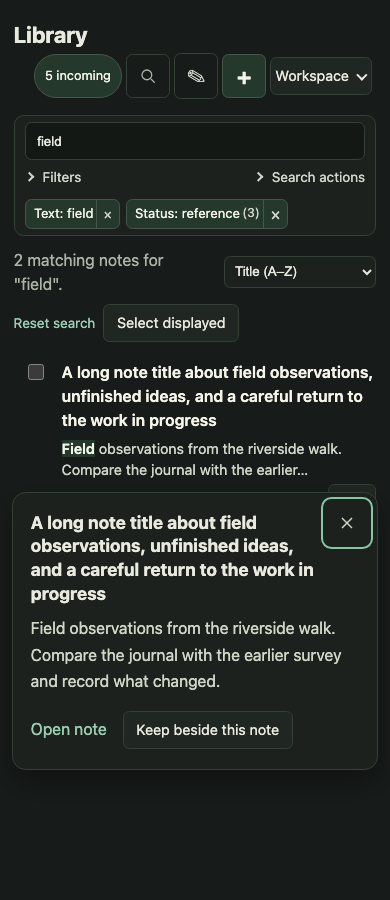 Library
5 incoming
Workspace
field
Filters
Search actions
Text: field ×
Status: reference (3) ×
2 matching notes for
"field".
Title (A–Z)
Reset search
Select displayed
A long note title about field observations,
unfinished ideas, and a careful return to
the work in progress
Field observations from the riverside walk.
Compare the journal with the earlier...
A long note title about field
observations, unfinished ideas,
and a careful return to the work in
progress
Field observations from the riverside walk.
Compare the journal with the earlier survey
and record what changed.
Open note
Keep beside this note